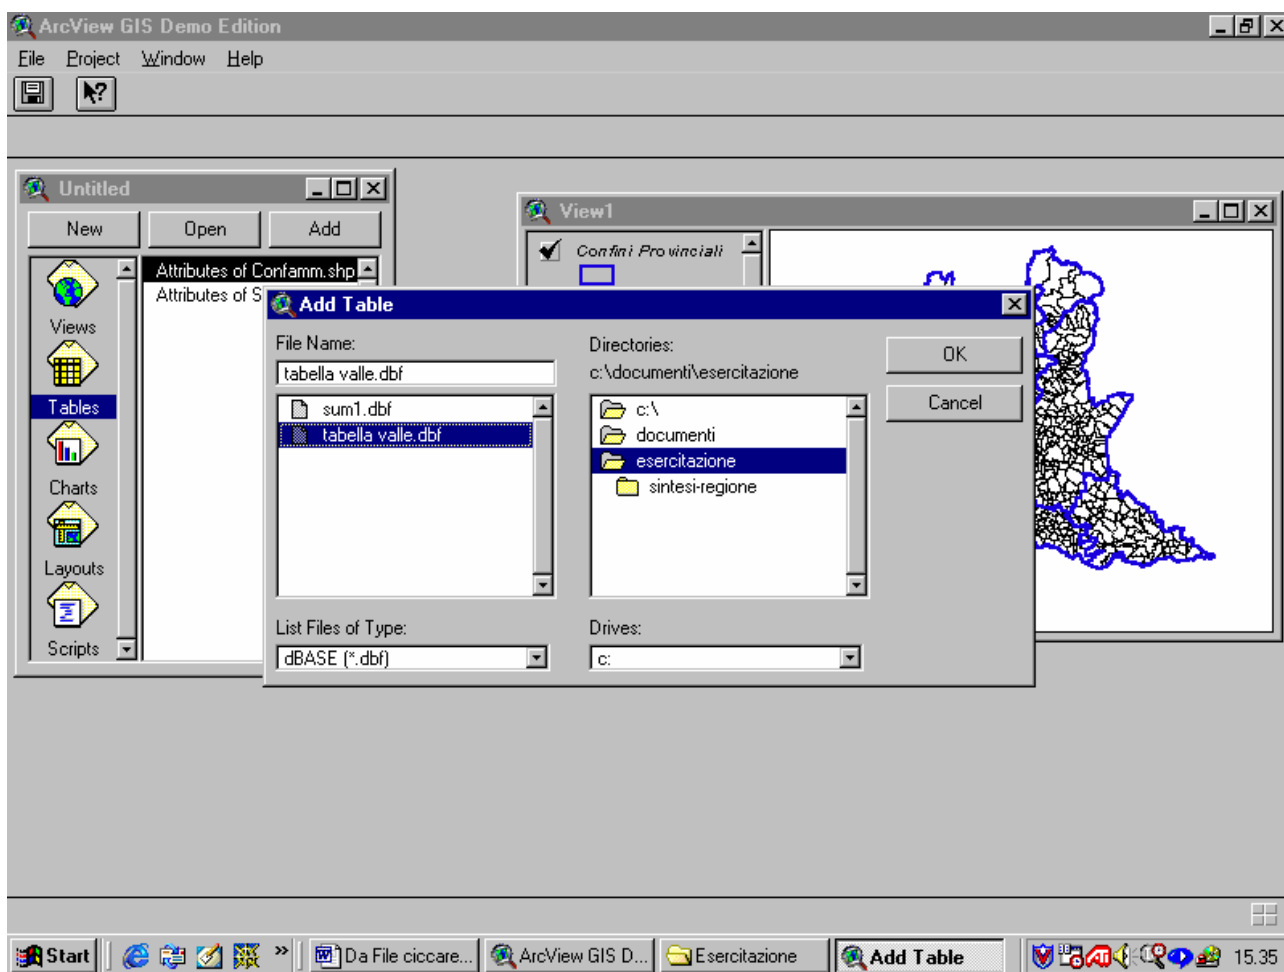 ArcView GIS Demo Edition
File Project Window Help
Untitled
New Open Add
Attributes of Confamm.shp
Attributes of S
Views
Tables
Charts
Layouts
Scripts
View1
Confini Provinciali
Add Table
File Name:
tabella valle.dbf
sum1.dbf
tabella valle.dbf
List Files of Type:
dBASE (*.dbf)
Directories:
c:\documenti\esercitazione
c:\
documenti
esercitazione
sintesi-regione
Drives:
c:
OK
Cancel
Start Da File ciccare... ArcView GIS D... Esercitazione Add Table 15.35